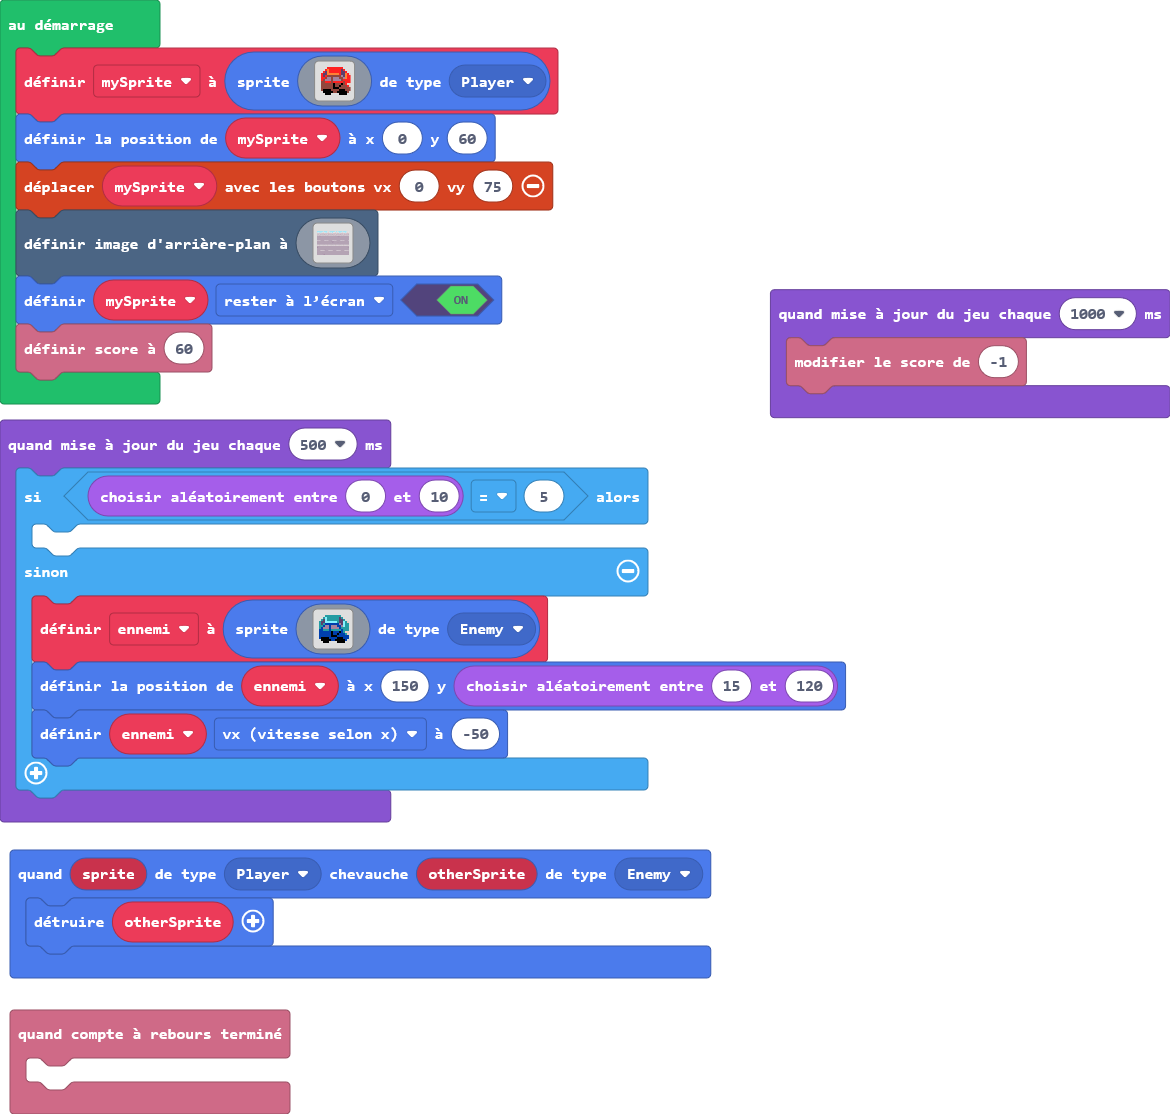 au démarrage
définir mySprite à sprite de type Player
définir la position de mySprite à x 0 y 60
déplacer mySprite avec les boutons vx 0 vy 75
définir image d'arrière-plan à
définir mySprite rester à l’écran ON
définir score à 60
quand mise à jour du jeu chaque 1000 ms
modifier le score de -1
quand mise à jour du jeu chaque 500 ms
si choisir aléatoirement entre 0 et 10 = 5 alors
sinon
définir ennemi à sprite de type Enemy
définir la position de ennemi à x 150 y choisir aléatoirement entre 15 et 120
définir ennemi vx (vitesse selon x) à -50
quand sprite de type Player chevauche otherSprite de type Enemy
détruire otherSprite
quand compte à rebours terminé